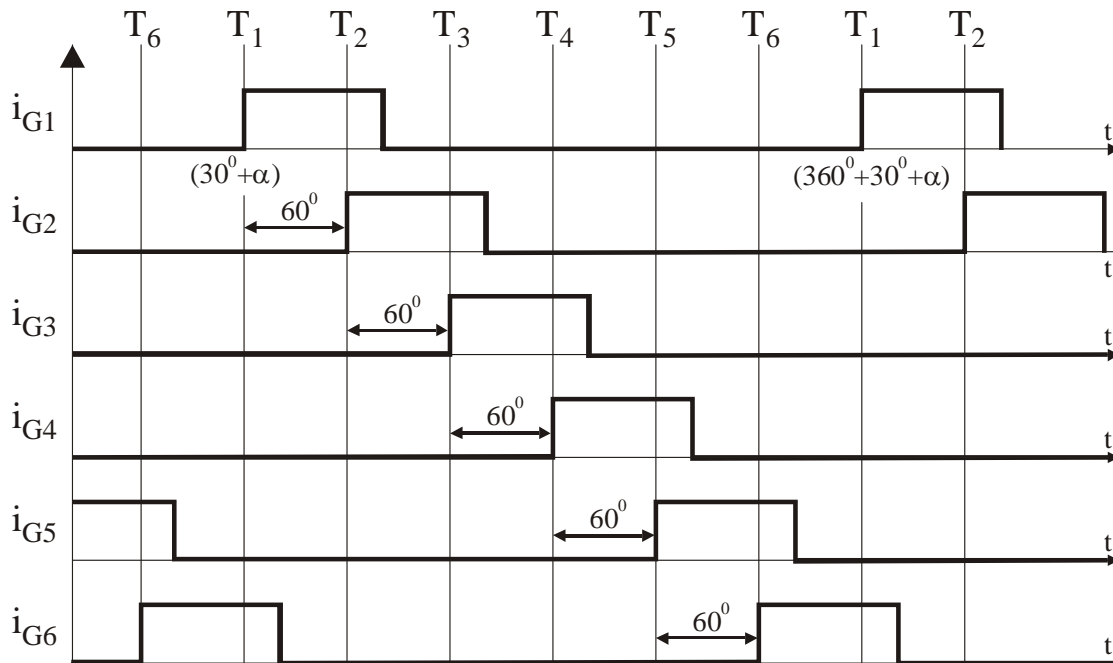 T6 T1 T2 T3 T4 T5 T6 T1 T2
iG1 t
(30⁰+α) (360⁰+30⁰+α)
iG2 60⁰ t
iG3 60⁰ t
iG4 60⁰ t
iG5 60⁰ t
iG6 60⁰ t